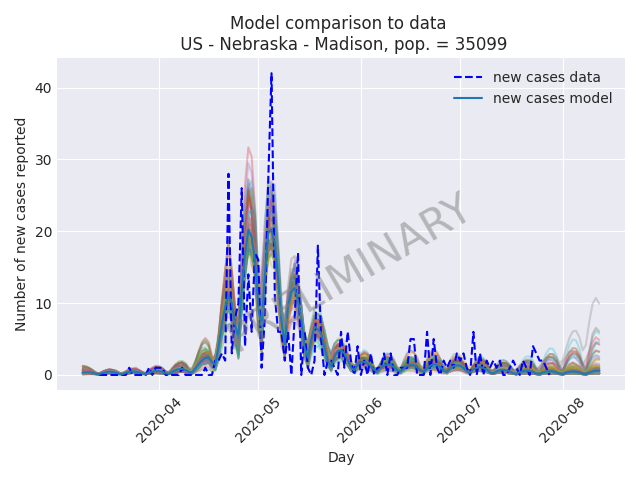 Model comparison to data
US - Nebraska - Madison, pop. = 35099
new cases data
new cases model
PRELIMINARY
Number of new cases reported
40
30
20
10
0
2020-04
2020-05
2020-06
2020-07
2020-08
Day